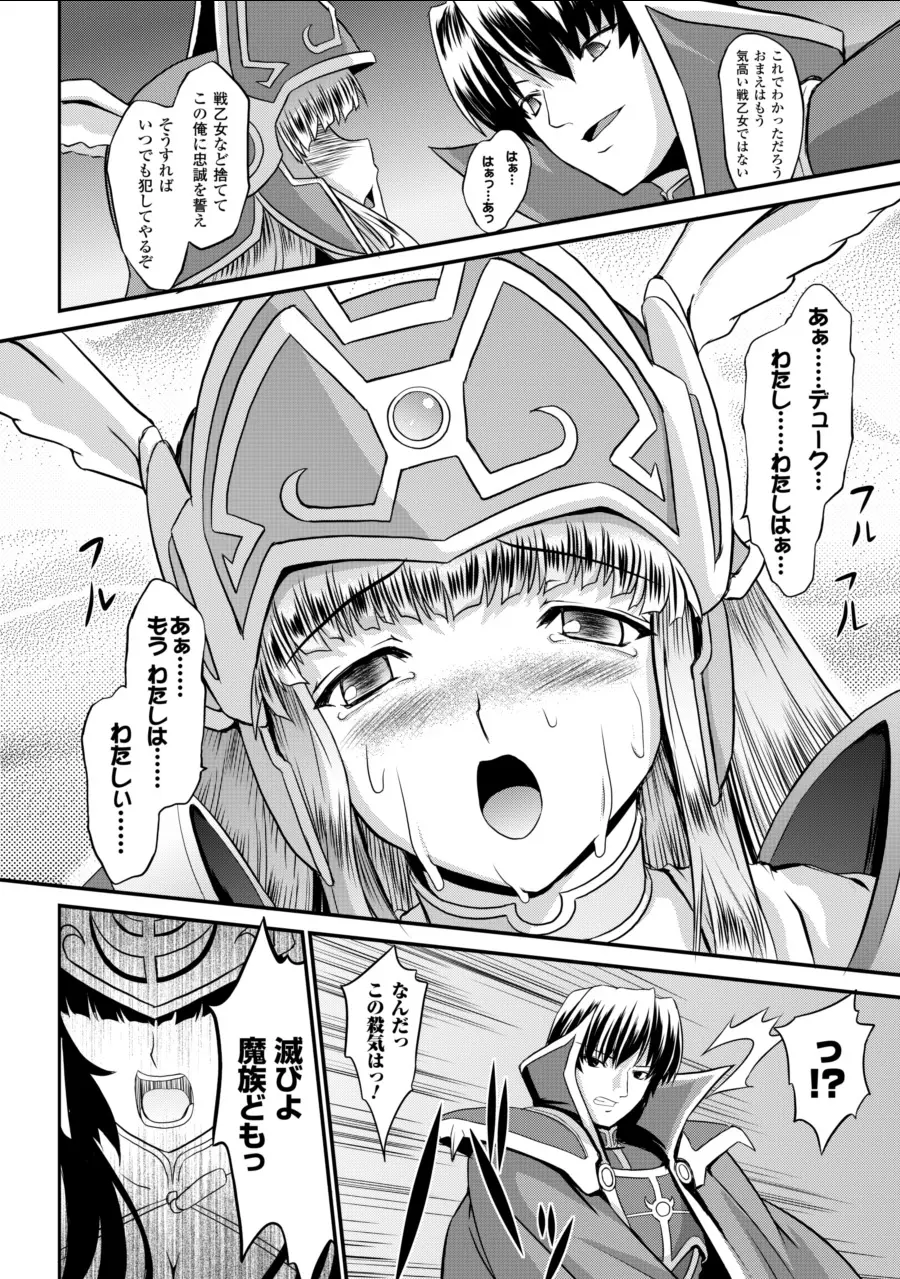 これでわかっただろう
おまえはもう
気高い戦乙女ではない
はぁ…
はぁっ…あっ
戦乙女など捨てて
この俺に忠誠を誓え
そうすれば
いつでも犯してやるぞ
あぁ……デューク…
わたし……わたしはぁ…
フル
フル
フル
フル
あぁ……
もう わたしは……
わたしぃ……
っ!?
なんだっ
この殺気はっ！
滅びよ
魔族どもっ